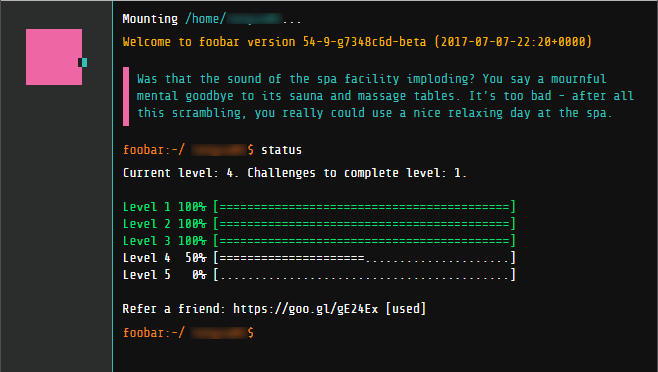 Mounting /home/ ...
Welcome to foobar version 54-9-g7348c6d-beta (2017-07-07-22:20+0000)
Was that the sound of the spa facility imploding? You say a mournful
mental goodbye to its sauna and massage tables. It's too bad - after all
this scrambling, you really could use a nice relaxing day at the spa.
foobar:~/ $ status
Current level: 4. Challenges to complete level: 1.
Level 1 100% [==========================================]
Level 2 100% [==========================================]
Level 3 100% [==========================================]
Level 4  50% [=====================.....................]
Level 5   0% [..........................................]
Refer a friend: https://goo.gl/gE24Ex [used]
foobar:~/ $